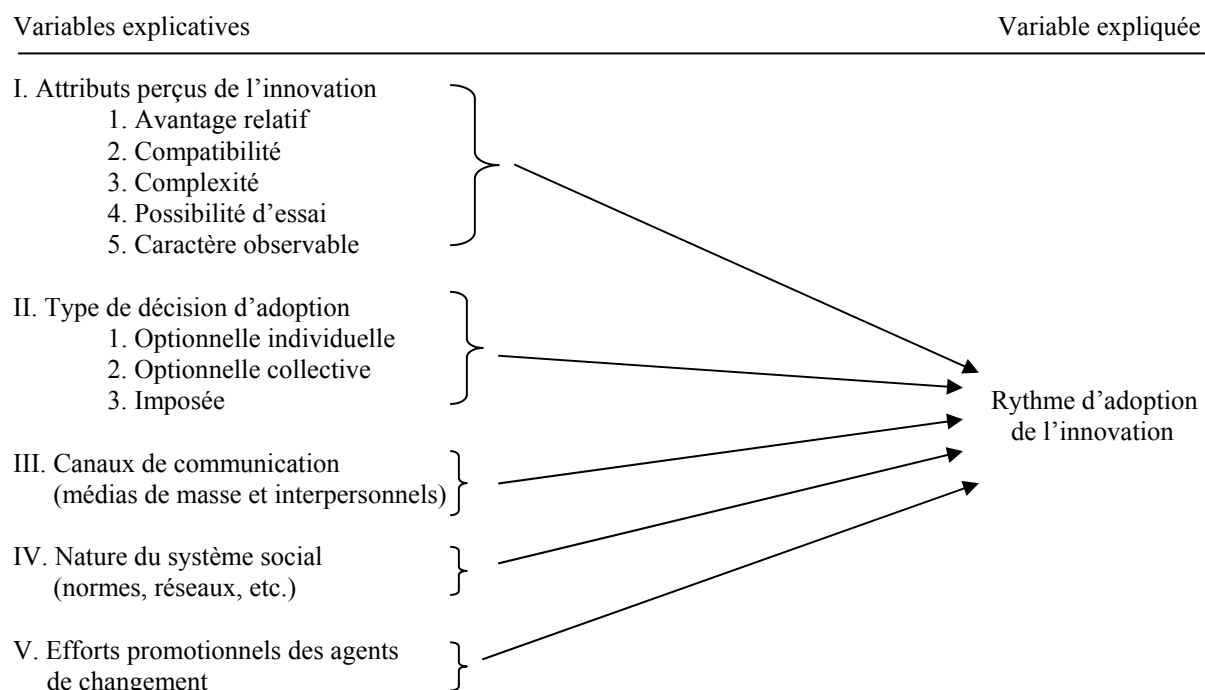 Variables explicatives Variable expliquée
I. Attributs perçus de l’innovation
1. Avantage relatif
2. Compatibilité
3. Complexité
4. Possibilité d’essai
5. Caractère observable
II. Type de décision d’adoption
1. Optionnelle individuelle
2. Optionnelle collective
3. Imposée
III. Canaux de communication
(médias de masse et interpersonnels)
IV. Nature du système social
(normes, réseaux, etc.)
V. Efforts promotionnels des agents
de changement
Rythme d’adoption
de l’innovation